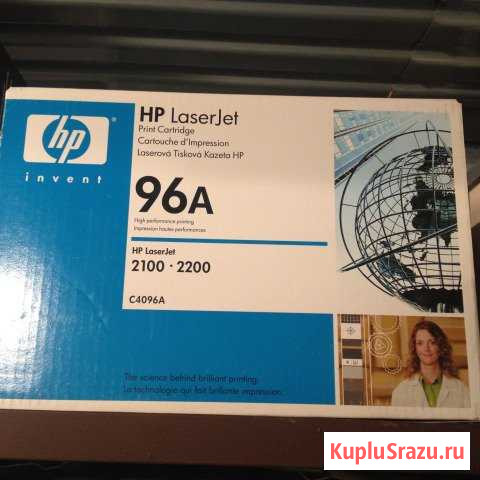 hp
invent
HP LaserJet
Print Cartridge
Cartouche d'Impression
Laserová Tisková Kazeta HP
96A
High performance printing
Impression hautes performances
HP LaserJet
2100 · 2200
C4096A
The science behind brilliant printing.
La technologie qui fait brillante impression.
KupluSrazu.ru